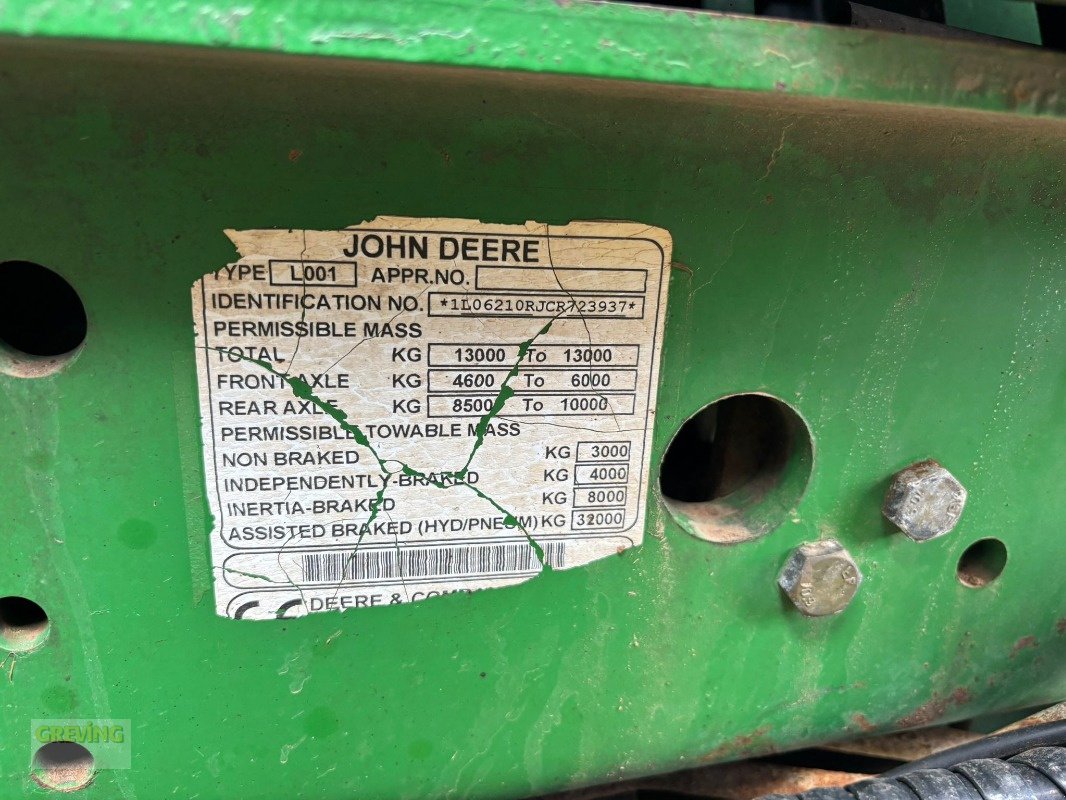 JOHN DEERE
TYPE L001 APPR.NO.
IDENTIFICATION NO. *1L06210RJCR723937*
PERMISSIBLE MASS
TOTAL KG 13000 To 13000
FRONT AXLE KG 4600 To 6000
REAR AXLE KG 8500 To 10000
PERMISSIBLE TOWABLE MASS
NON BRAKED KG 3000
INDEPENDENTLY-BRAKED KG 4000
INERTIA-BRAKED KG 8000
ASSISTED BRAKED (HYD/PNEUM) KG 32000
CE DEERE &
GREVING